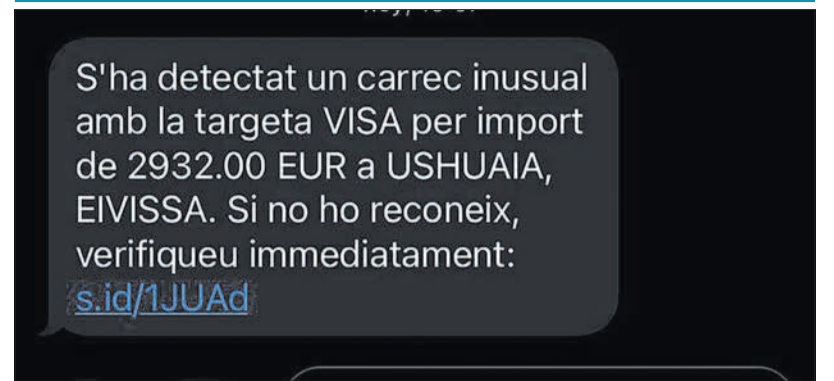 S'ha detectat un carrec inusual
amb la targeta VISA per import
de 2932.00 EUR a USHUAIA,
EIVISSA. Si no ho reconeix,
verifiqueu immediatament:
s.id/1JUAd